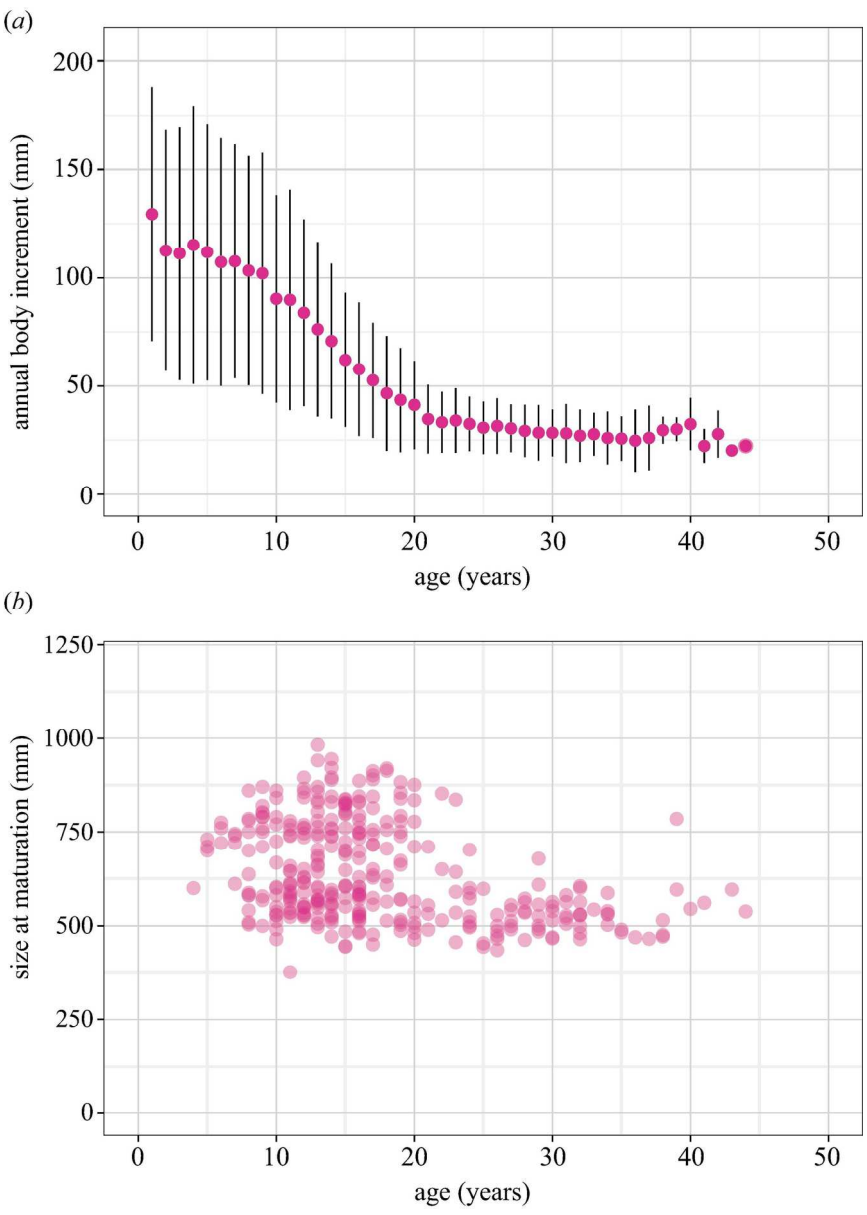 (a)
annual body increment (mm)
200
150
100
50
0
0 10 20 30 40 50
age (years)
(b)
size at maturation (mm)
1250
1000
750
500
250
0
0 10 20 30 40 50
age (years)